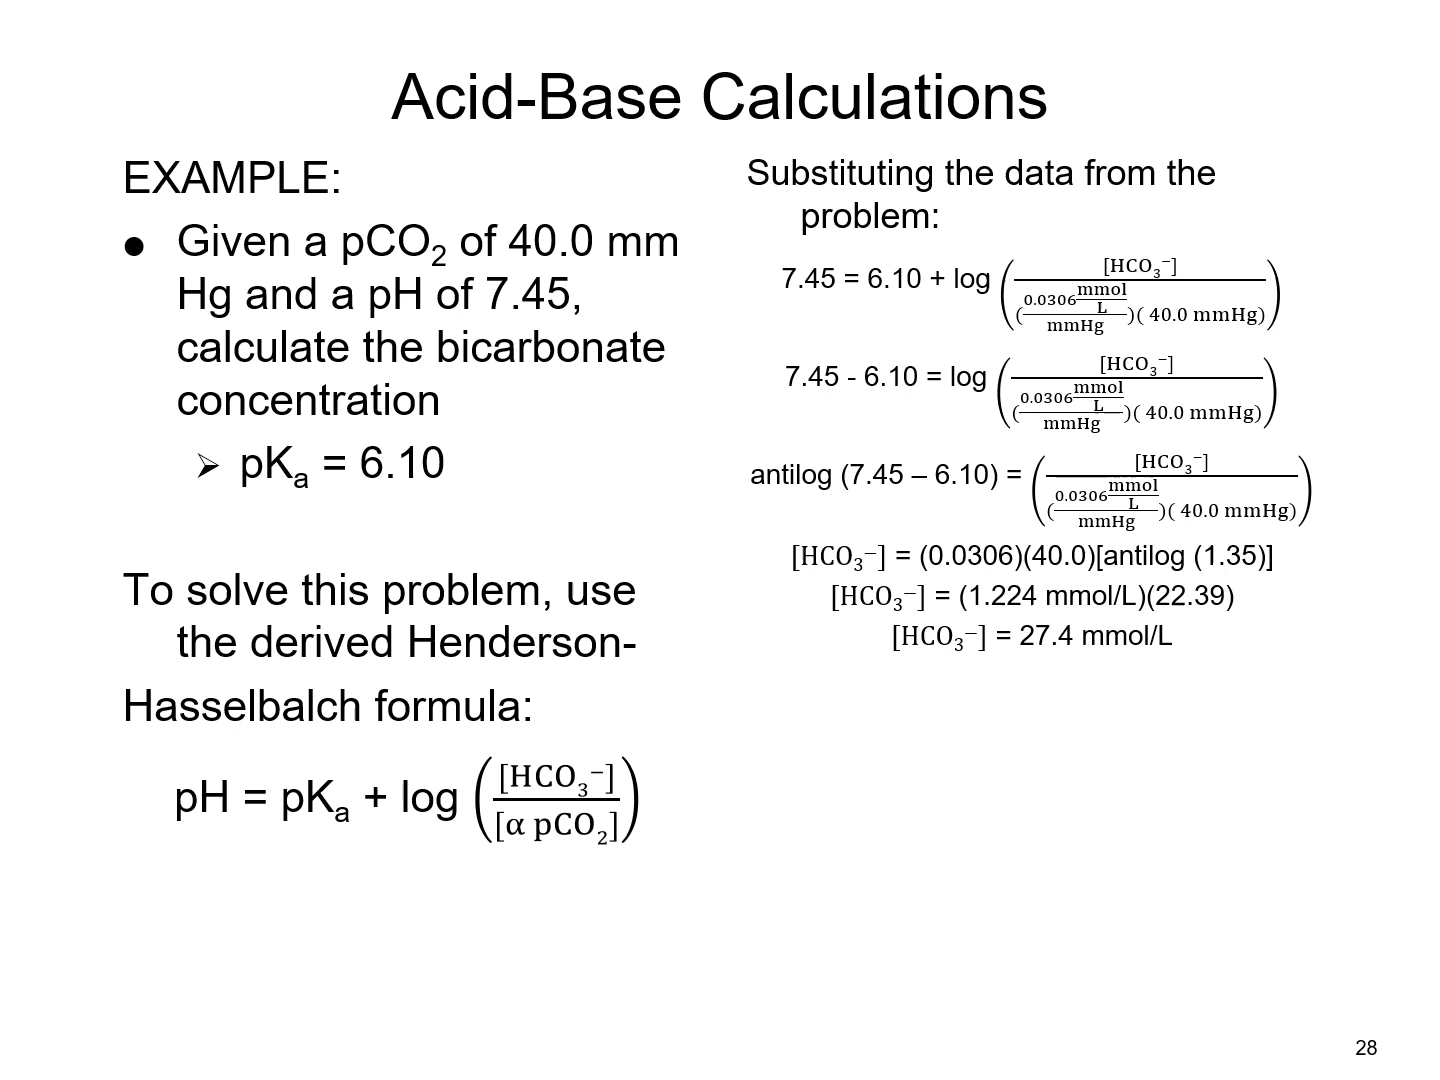 Acid-Base Calculations
EXAMPLE:
● Given a pCO₂ of 40.0 mm
Hg and a pH of 7.45,
calculate the bicarbonate
concentration
➢ pKₐ = 6.10
To solve this problem, use
the derived Henderson-
Hasselbalch formula:
pH = pKₐ + log ([HCO₃⁻] / [α pCO₂])
Substituting the data from the
problem:
7.45 = 6.10 + log ([HCO₃⁻] / ((0.0306 mmol/L / mmHg)( 40.0 mmHg)))
7.45 - 6.10 = log ([HCO₃⁻] / ((0.0306 mmol/L / mmHg)( 40.0 mmHg)))
antilog (7.45 – 6.10) = ([HCO₃⁻] / ((0.0306 mmol/L / mmHg)( 40.0 mmHg)))
[HCO₃⁻] = (0.0306)(40.0)[antilog (1.35)]
[HCO₃⁻] = (1.224 mmol/L)(22.39)
[HCO₃⁻] = 27.4 mmol/L
28